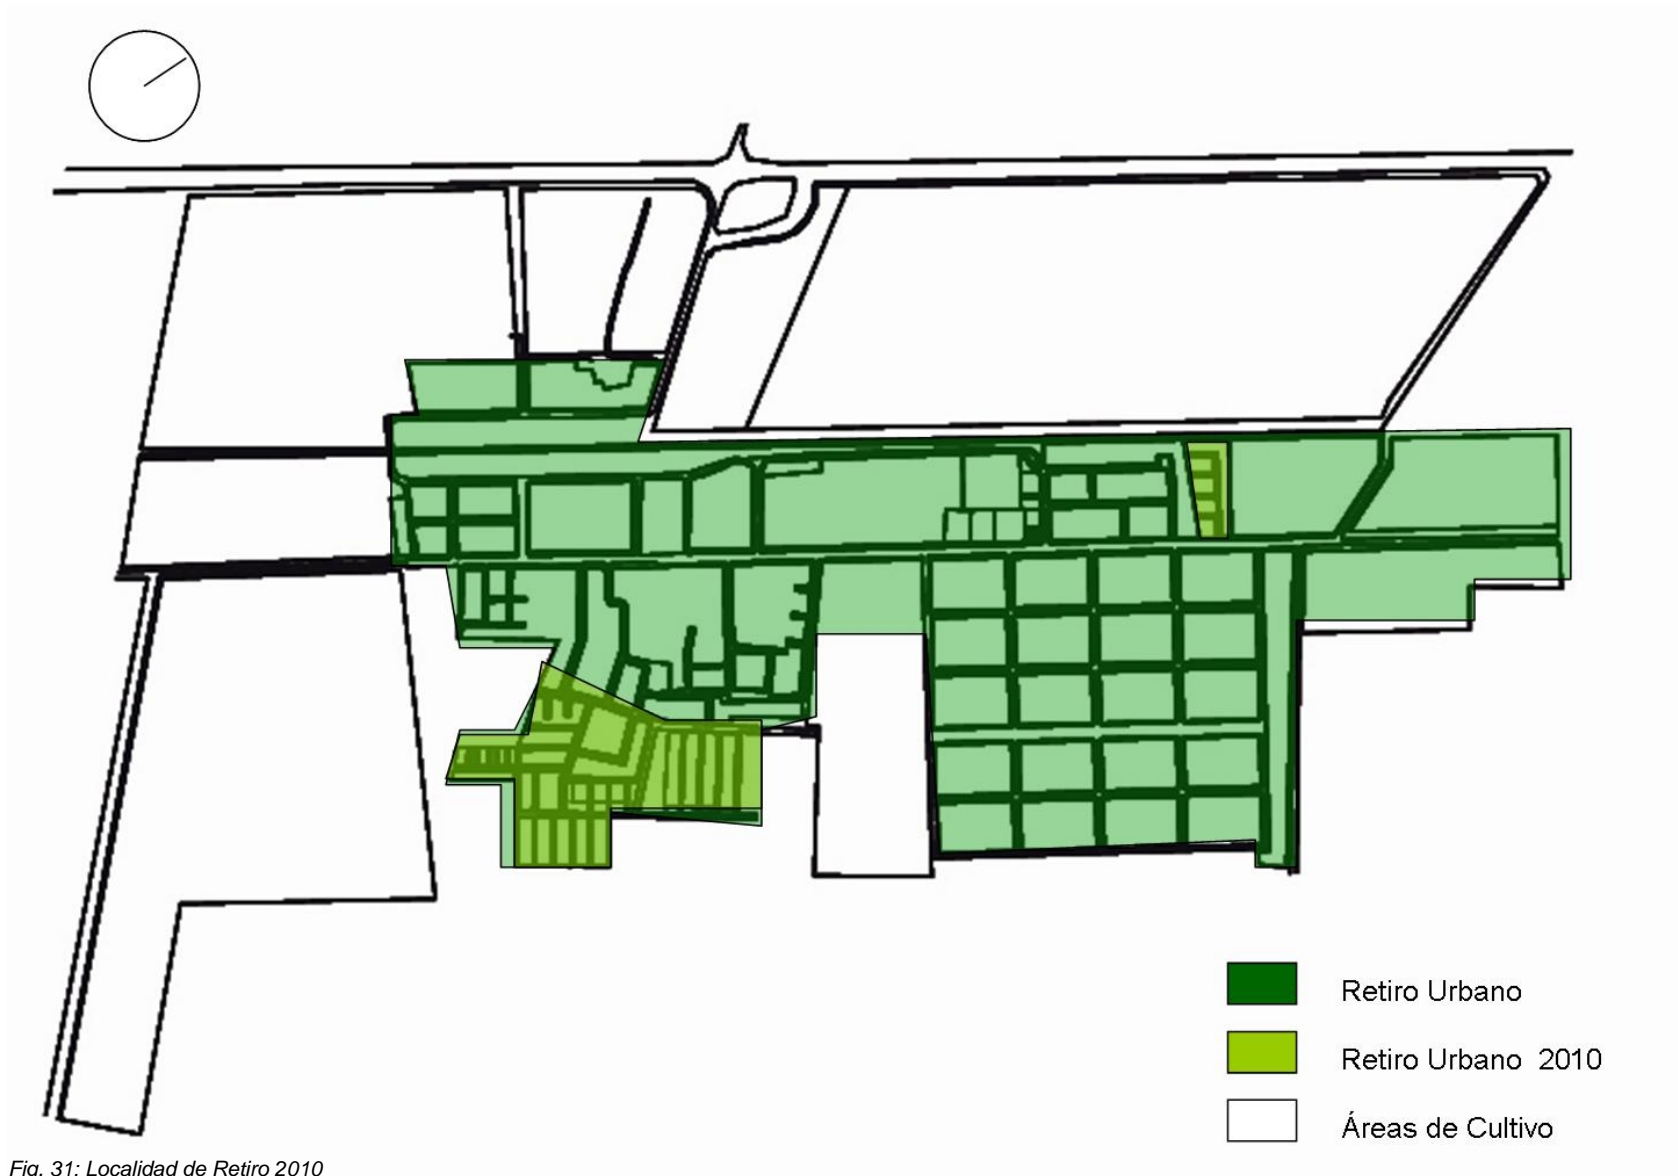 Retiro Urbano
Retiro Urbano 2010
Áreas de Cultivo
Fig. 31: Localidad de Retiro 2010